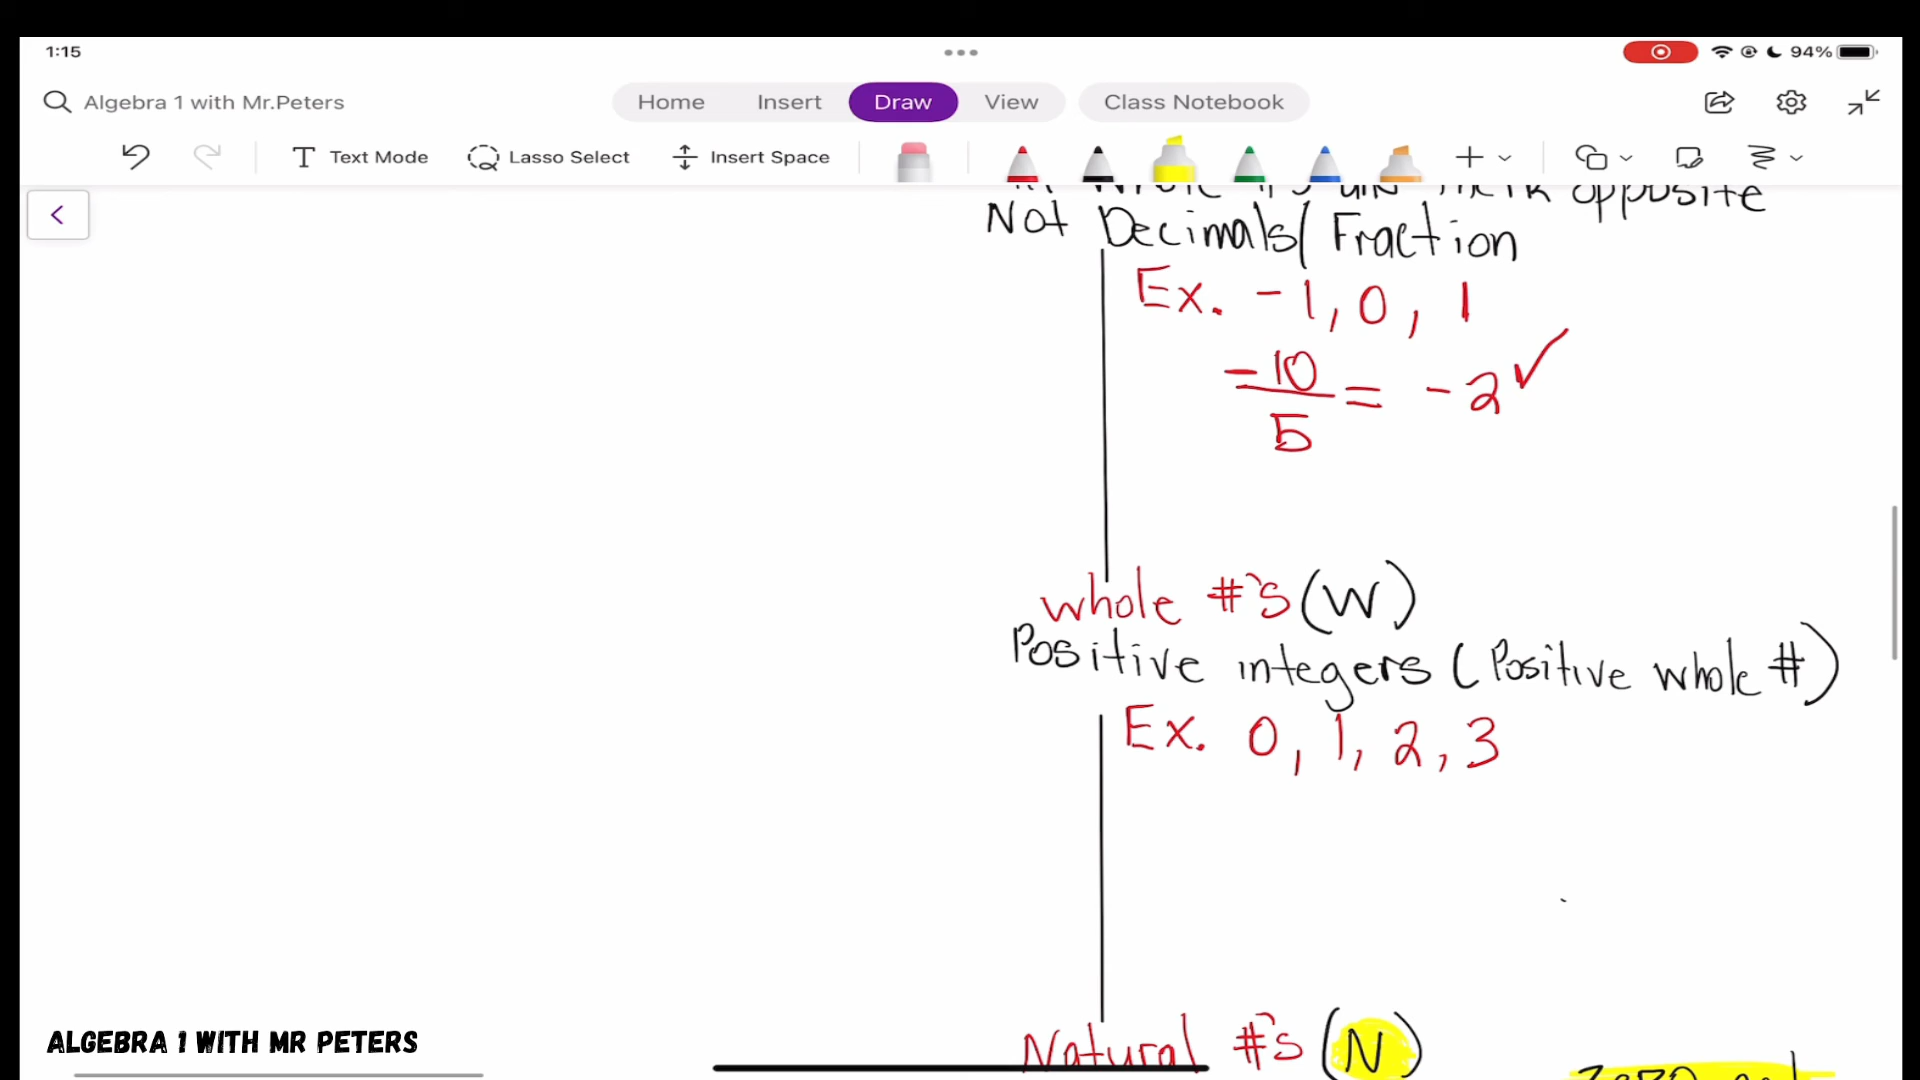 1:15
94%
Algebra 1 with Mr.Peters
Home Insert Draw View Class Notebook
Text Mode Lasso Select Insert Space
whole #'s opposite
Not Decimals/Fraction
Ex. -1, 0, 1
-10
5
= -2 ✓
whole #'s (W)
Positive integers (Positive whole #)
Ex. 0, 1, 2, 3
Natural #'s (N)
ALGEBRA 1 WITH MR PETERS